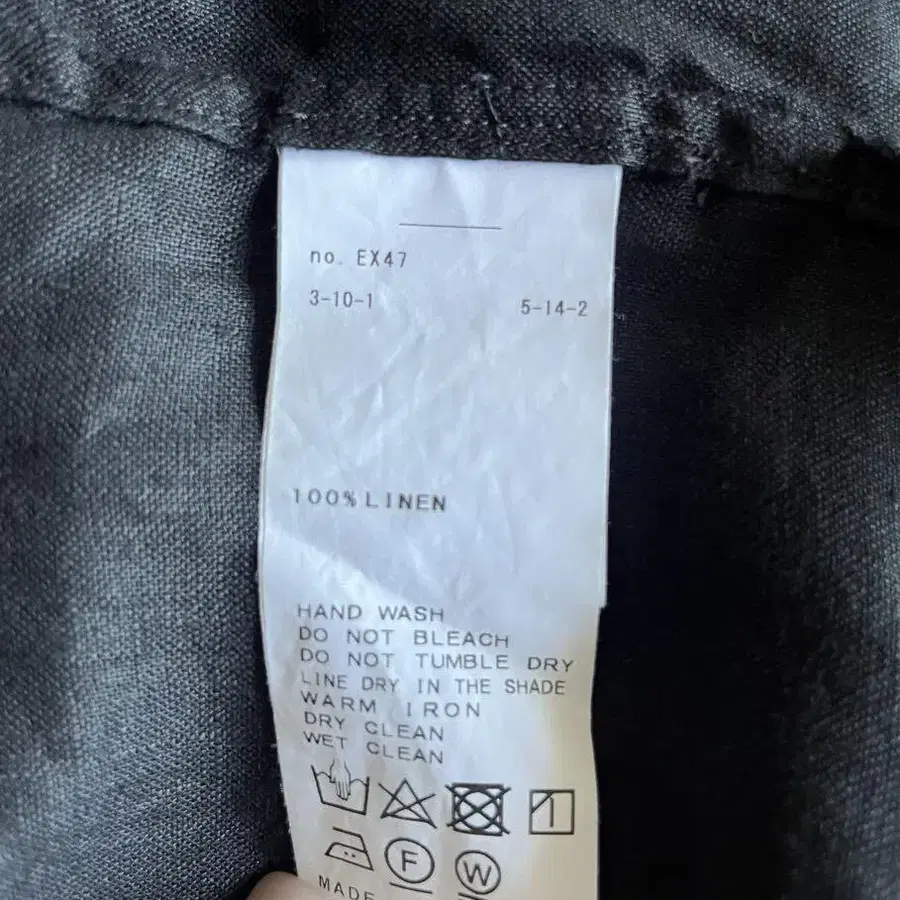 no. EX47
3-10-1 5-14-2
100%LINEN
HAND WASH
DO NOT BLEACH
DO NOT TUMBLE DRY
LINE DRY IN THE SHADE
WARM IRON
DRY CLEAN
WET CLEAN
F W
MADE